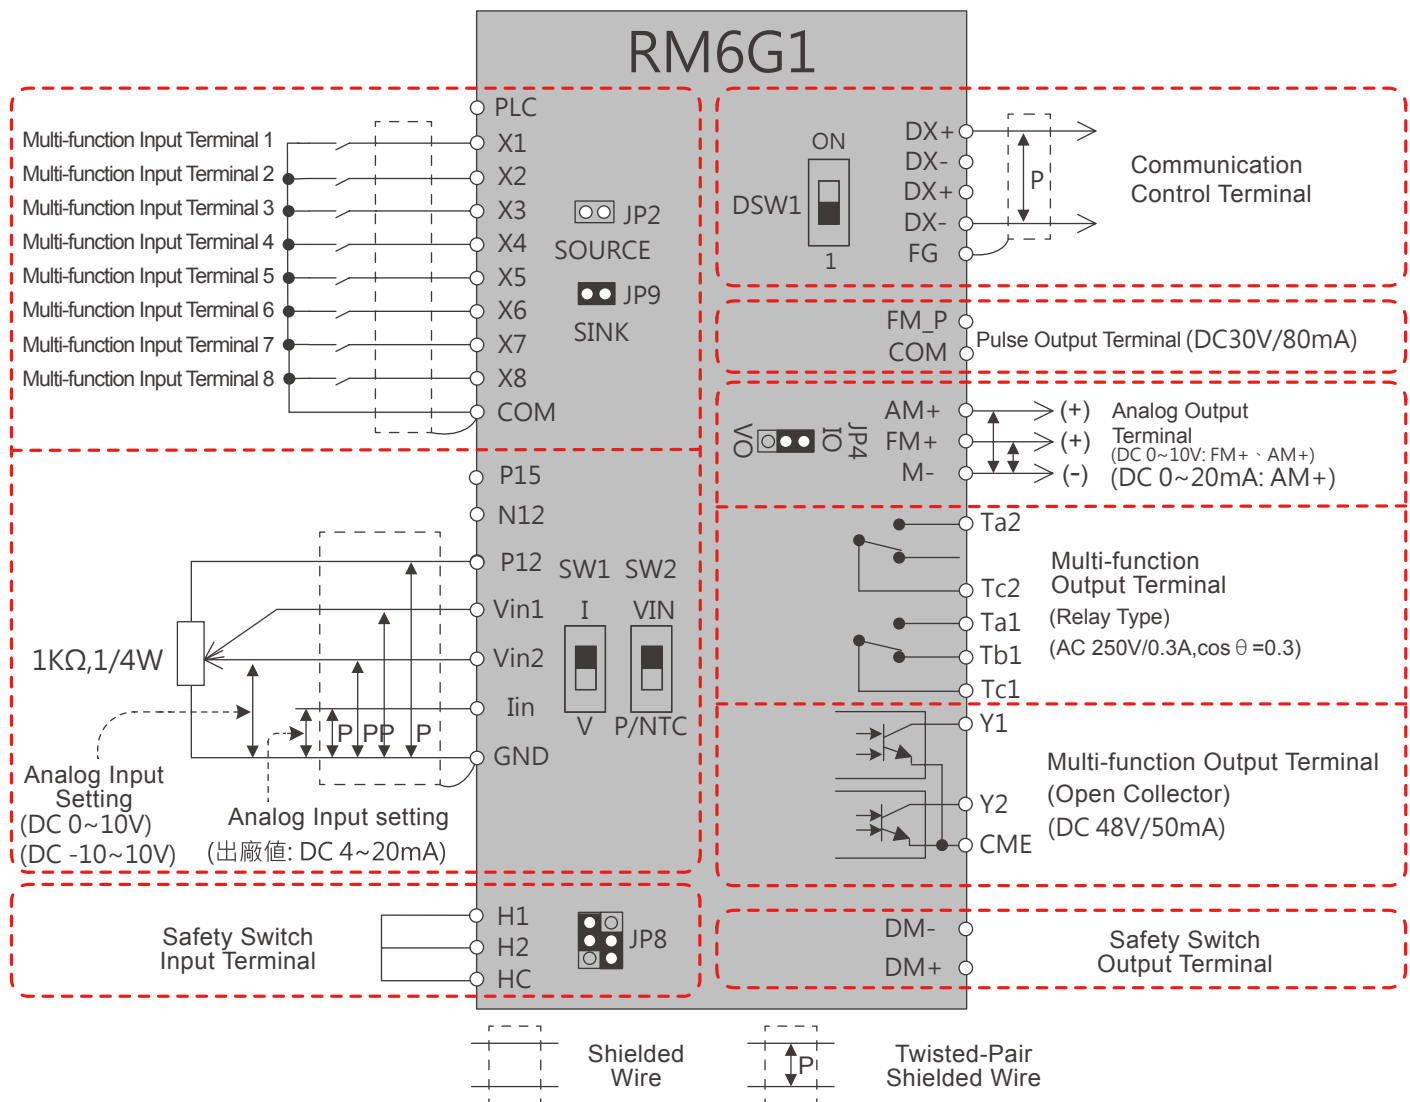 RM6G1
PLC
Multi-function Input Terminal 1
X1
Multi-function Input Terminal 2
X2
Multi-function Input Terminal 3
X3
Multi-function Input Terminal 4
X4
Multi-function Input Terminal 5
X5
Multi-function Input Terminal 6
X6
Multi-function Input Terminal 7
X7
Multi-function Input Terminal 8
X8
COM
JP2
SOURCE
JP9
SINK
P15
N12
P12
Vin1
Vin2
Iin
GND
SW1 SW2
I VIN
V P/NTC
1KΩ,1/4W
P PP P
Analog Input
Setting
(DC 0~10V)
(DC -10~10V)
Analog Input setting
(出廠値: DC 4~20mA)
Safety Switch
Input Terminal
H1
H2
HC
JP8
ON
DSW1
1
DX+
DX-
DX+
DX-
FG
P
Communication
Control Terminal
FM_P
COM
Pulse Output Terminal (DC30V/80mA)
VO
IO
JP4
AM+
FM+
M-
(+)
(+)
(-)
Analog Output
Terminal
(DC 0~10V: FM+、AM+)
(DC 0~20mA: AM+)
Ta2
Tc2
Ta1
Tb1
Tc1
Multi-function
Output Terminal
(Relay Type)
(AC 250V/0.3A,cosθ=0.3)
Y1
Y2
CME
Multi-function Output Terminal
(Open Collector)
(DC 48V/50mA)
DM-
DM+
Safety Switch
Output Terminal
Shielded
Wire
P
Twisted-Pair
Shielded Wire